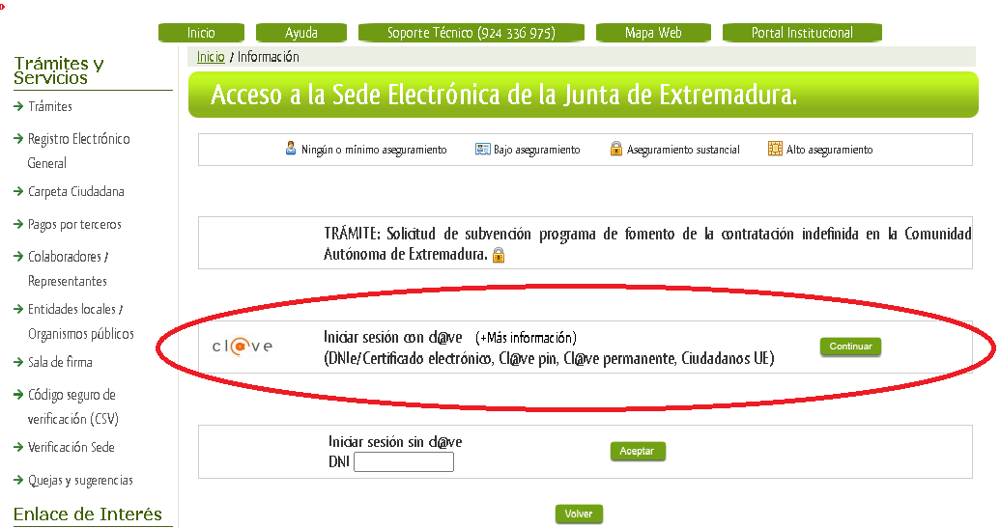 Inicio Ayuda Soporte Técnico (924 336 975) Mapa Web Portal Institucional
Trámites y
Servicios
Trámites
Registro Electrónico
General
Carpeta Ciudadana
Pagos por terceros
Colaboradores /
Representantes
Entidades locales /
Organismos públicos
Sala de firma
Código seguro de
verificación (CSV)
Verificación Sede
Quejas y sugerencias
Enlace de Interés
Inicio / Información
Acceso a la Sede Electrónica de la Junta de Extremadura.
Ningún o mínimo aseguramiento Bajo aseguramiento Aseguramiento sustancial Alto aseguramiento
TRÁMITE: Solicitud de subvención programa de fomento de la contratación indefinida en la Comunidad
Autónoma de Extremadura.
cl@ve
Iniciar sesión con cl@ve (+Más información)
(DNIe/Certificado electrónico, Cl@ve pin, Cl@ve permanente, Ciudadanos UE)
Continuar
Iniciar sesión sin cl@ve
DNI
Aceptar
Volver